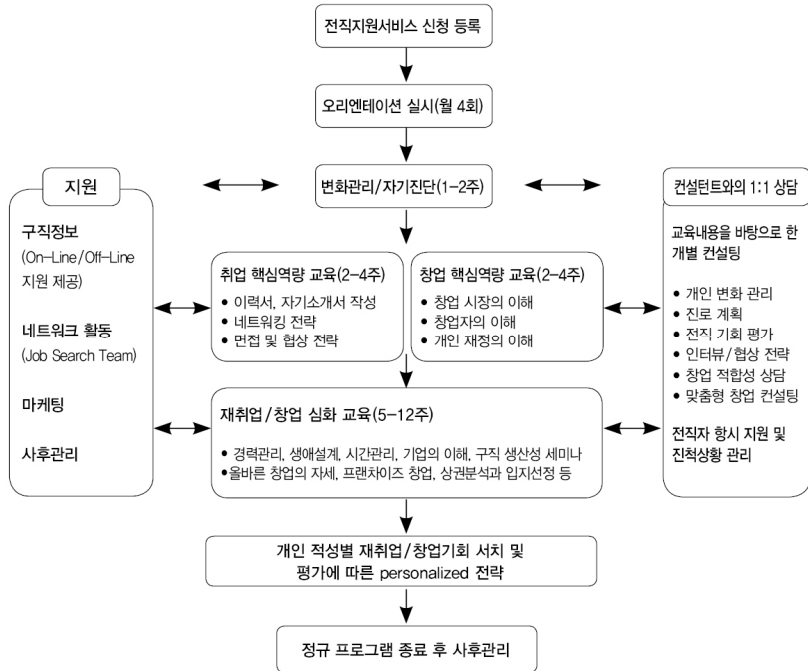 전직지원서비스 신청 등록
오리엔테이션 실시(월 4회)
변화관리/자기진단(1-2주)
지원
구직정보
(On-Line/Off-Line
지원 제공)
네트워크 활동
(Job Search Team)
마케팅
사후관리
취업 핵심역량 교육(2-4주)
• 이력서, 자기소개서 작성
• 네트워킹 전략
• 면접 및 협상 전략
창업 핵심역량 교육(2-4주)
• 창업 시장의 이해
• 창업자의 이해
• 개인 재정의 이해
재취업/창업 심화 교육(5-12주)
• 경력관리, 생애설계, 시간관리, 기업의 이해, 구직 생산성 세미나
• 올바른 창업의 자세, 프랜차이즈 창업, 상권분석과 입지선정 등
컨설턴트와의 1:1 상담
교육내용을 바탕으로 한
개별 컨설팅
• 개인 변화 관리
• 진로 계획
• 전직 기회 평가
• 인터뷰/협상 전략
• 창업 적합성 상담
• 맞춤형 창업 컨설팅
전직자 항시 지원 및
진척상황 관리
개인 적성별 재취업/창업기회 서치 및
평가에 따른 personalized 전략
정규 프로그램 종료 후 사후관리